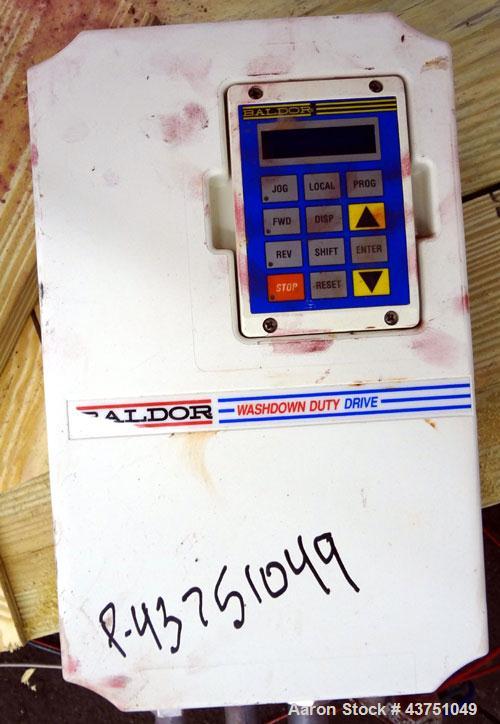 BALDOR
JOG LOCAL PROG
FWD DISP
REV SHIFT ENTER
STOP RESET
BALDOR WASHDOWN DUTY DRIVE
P-43751049
Aaron Stock # 43751049